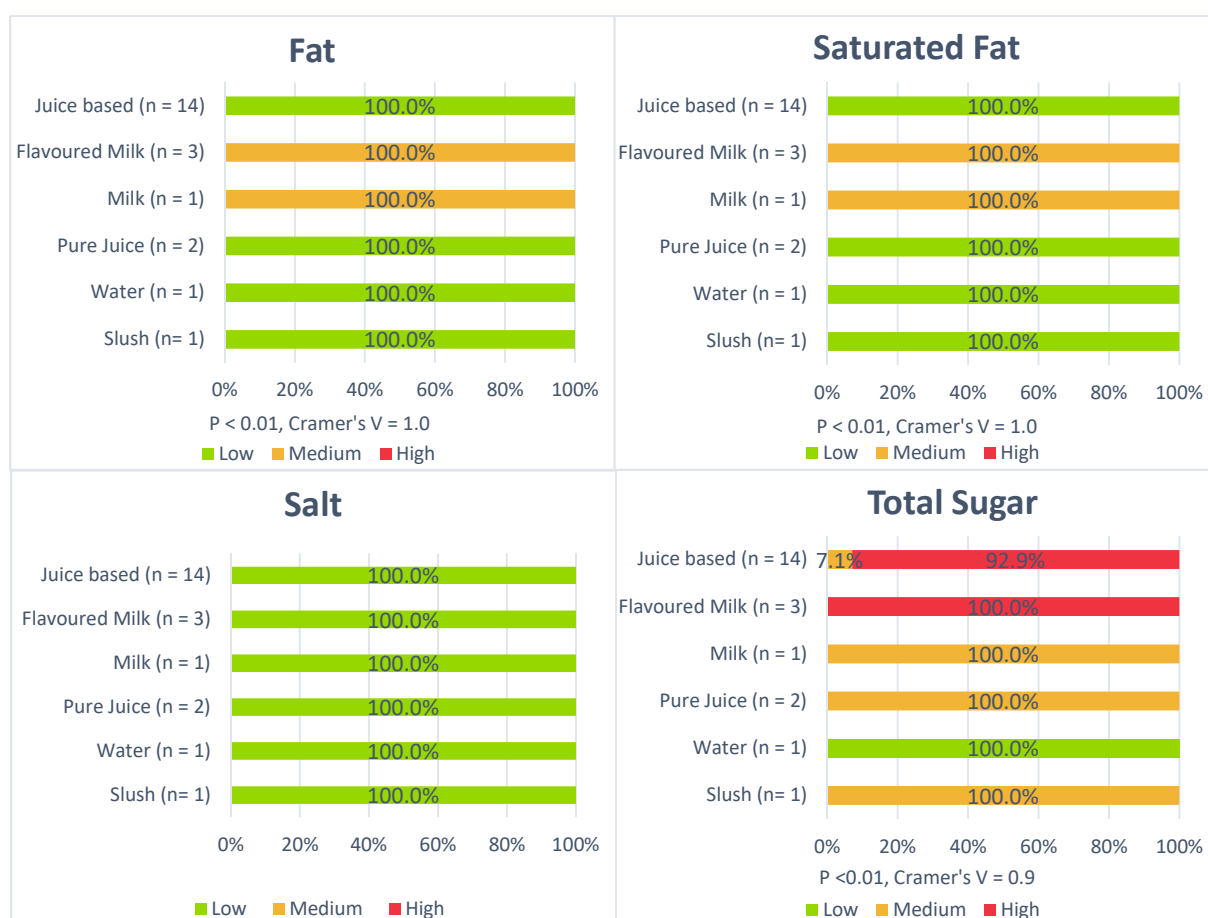 Fat
Juice based (n = 14)
100.0%
Flavoured Milk (n = 3)
100.0%
Milk (n = 1)
100.0%
Pure Juice (n = 2)
100.0%
Water (n = 1)
100.0%
Slush (n= 1)
100.0%
0% 20% 40% 60% 80% 100%
P < 0.01, Cramer's V = 1.0
Low Medium High
Saturated Fat
Juice based (n = 14)
100.0%
Flavoured Milk (n = 3)
100.0%
Milk (n = 1)
100.0%
Pure Juice (n = 2)
100.0%
Water (n = 1)
100.0%
Slush (n= 1)
100.0%
0% 20% 40% 60% 80% 100%
P < 0.01, Cramer's V = 1.0
Low Medium High
Salt
Juice based (n = 14)
100.0%
Flavoured Milk (n = 3)
100.0%
Milk (n = 1)
100.0%
Pure Juice (n = 2)
100.0%
Water (n = 1)
100.0%
Slush (n= 1)
100.0%
0% 20% 40% 60% 80% 100%
Low Medium High
Total Sugar
Juice based (n = 14)
7.1% 92.9%
Flavoured Milk (n = 3)
100.0%
Milk (n = 1)
100.0%
Pure Juice (n = 2)
100.0%
Water (n = 1)
100.0%
Slush (n= 1)
100.0%
0% 20% 40% 60% 80% 100%
P <0.01, Cramer's V = 0.9
Low Medium High